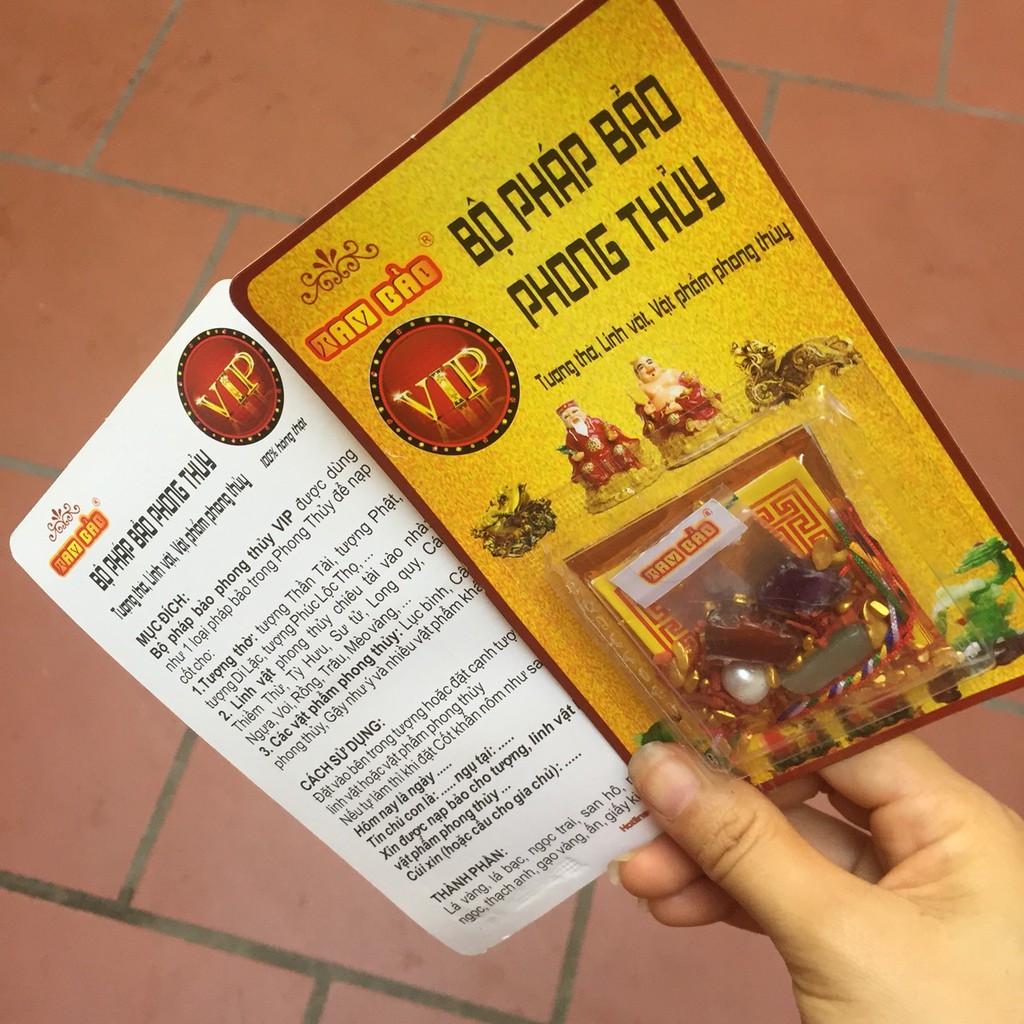 TAM BẢO ®
VIP
BỘ PHÁP BẢO
PHONG THỦY
Tượng thờ, Linh vật, Vật phẩm phong thủy
TAM BẢO
TAM BẢO ®
VIP
100% hàng thật
BỘ PHÁP BẢO PHONG THỦY
Tượng thờ, Linh vật, Vật phẩm phong thủy
MỤC ĐÍCH:
Bộ pháp bảo phong thủy VIP được dùng
như 1 loại pháp bảo trong Phong Thủy để nạp
cốt cho:
1. Tượng thờ: tượng Thần Tài, tượng Phật,
tượng Di Lặc, tượng Phúc Lộc Thọ,...
2. Linh vật phong thủy chiêu tài vào nhà:
Thiềm Thừ, Tỳ Hưu, Sư tử, Long quy,
Ngựa, Voi, Rồng, Trâu, Mèo vàng...
3. Các vật phẩm phong thủy: Lục bình,
phong thủy, Gậy như ý và nhiều vật phẩm
CÁCH SỬ DỤNG:
Đặt vào bên trong tượng hoặc đặt cạnh
linh vật hoặc vật phẩm phong thủy
Nếu tự làm thì khi đặt Cốt khấn nôm như
Hôm nay là ngày .....
Tín chủ con là: ..... ngụ tại: .....
Xin được nạp bảo cho tượng, linh vật
vật phẩm phong thủy...
Cúi xin (hoặc cầu cho gia chủ): .....
THÀNH PHẦN:
Lá vàng, lá bạc, ngọc trai, san hô,
ngọc, thạch anh, gạo vàng, ấn, giấy